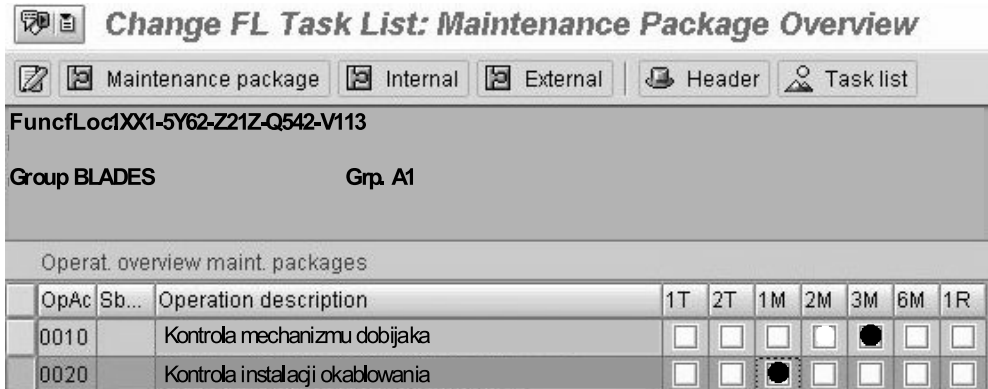 Change FL Task List: Maintenance Package Overview
Maintenance package Internal External Header Task list
FuncfLoc1XX1-5Y62-Z21Z-Q542-V113
Group BLADES Grp. A1
Operat. overview maint. packages
OpAc Sb... Operation description 1T 2T 1M 2M 3M 6M 1R
0010 Kontrola mechanizmu dobijaka
0020 Kontrola instalacji okablowania